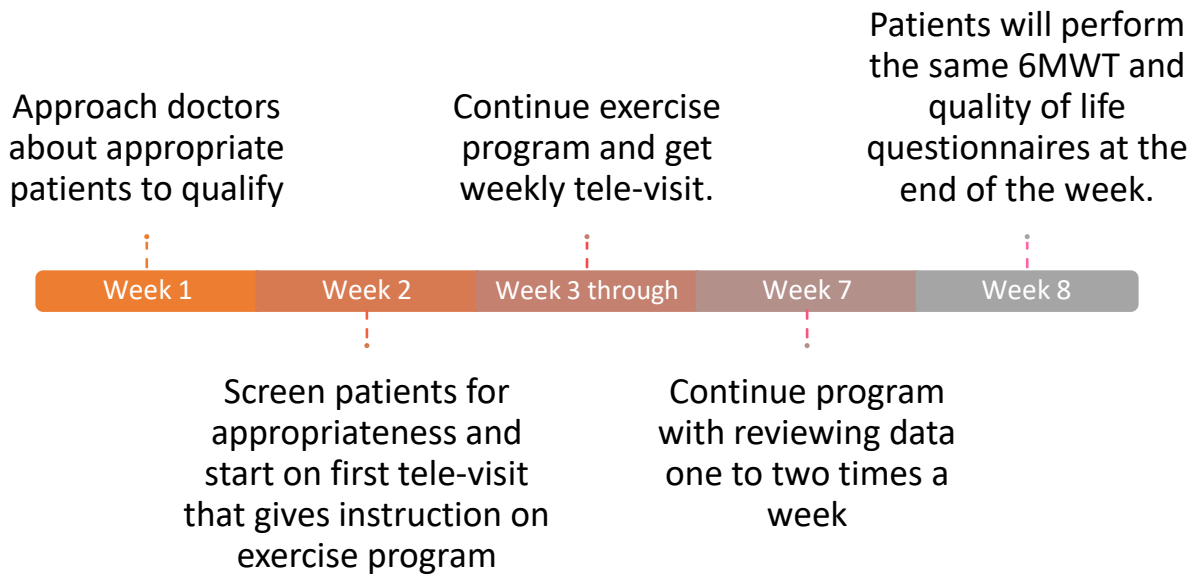 Approach doctors
about appropriate
patients to qualify
Continue exercise
program and get
weekly tele-visit.
Patients will perform
the same 6MWT and
quality of life
questionnaires at the
end of the week.
Week 1
Week 2
Week 3 through
Week 7
Week 8
Screen patients for
appropriateness and
start on first tele-visit
that gives instruction on
exercise program
Continue program
with reviewing data
one to two times a
week